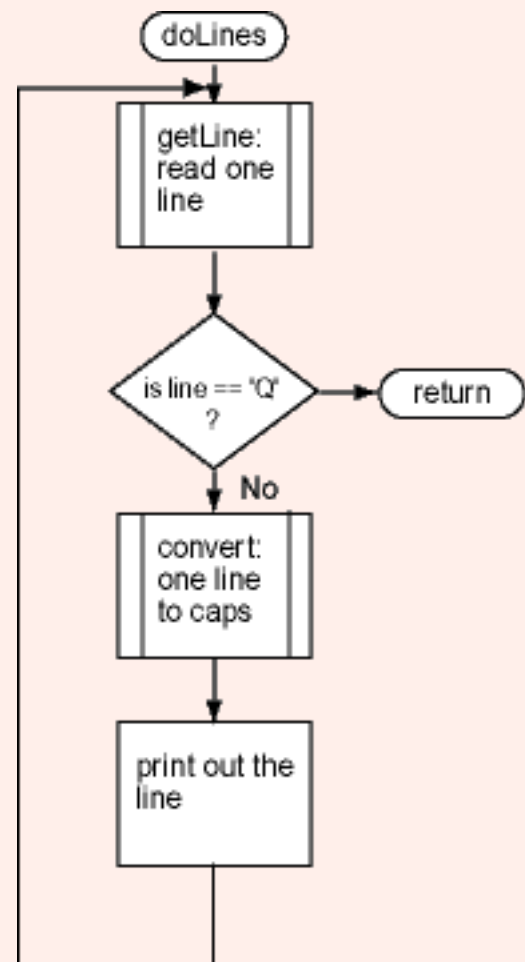 doLines
getLine:
read one
line
is line == 'Q'
?
return
No
convert:
one line
to caps
print out the
line